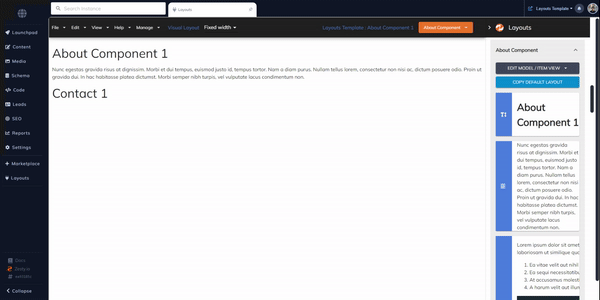 Search Instance
Layouts
Layouts Template
Launchpad
Content
Media
Schema
Code
Leads
SEO
Reports
Settings
Marketplace
Layouts
Docs
Collapse
File Edit View Help Manage Visual Layout Fixed width
Layouts Template : About Component 1
About Component 1
About Component 1
Nunc egestas gravida risus at dignissim. Morbi et dui tempus, euismod justo id, tempus tortor. Nam a diam purus. Nullam tellus lorem, consectetur non nisi ac, dictum posuere odio. Proin ut
gravida dui. In hac habitasse platea dictumst. Morbi semper nibh turpis, vel vulputate lacus condimentum non.
Contact 1
Layouts
About Component
EDIT MODEL / ITEM VIEW
COPY DEFAULT LAYOUT
About
Component 1
Nunc egestas gravida
risus at dignissim. Morbi et
dui tempus, euismod justo
id, tempus tortor. Nam a
diam purus. Nullam tellus
lorem, consectetur non nisi
ac, dictum posuere odio.
Proin ut gravida dui. In hac
habitasse platea dictumst.
Morbi semper nibh turpis,
vel vulputate lacus
condimentum non.
Lorem ipsum dolor sit amet
laboriosam ut similique qua
1. Ea vitae velit aut nihil
2. Ea sequi necessitatib
3. At accusamus molesti
4. A harum velit aut illum